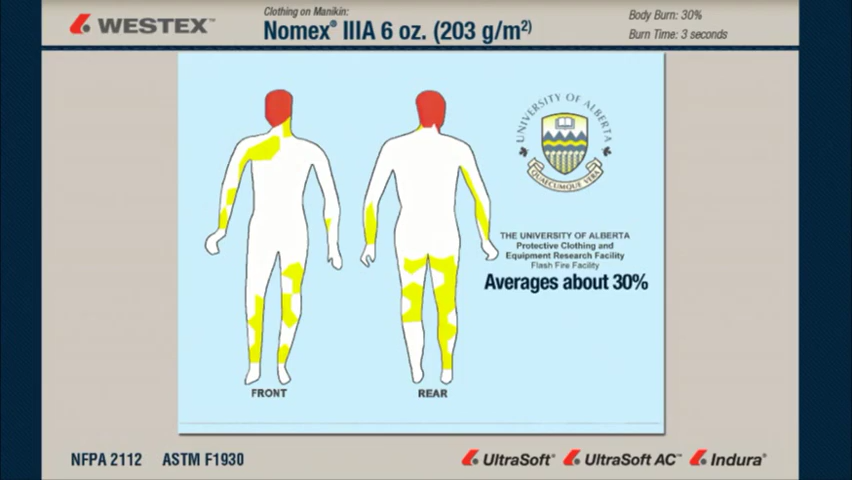 WESTEX™
Clothing on Manikin:
Nomex® IIIA 6 oz. (203 g/m²)
Body Burn: 30%
Burn Time: 3 seconds
UNIVERSITY OF ALBERTA
QUAECUMQUE VERA
THE UNIVERSITY OF ALBERTA
Protective Clothing and
Equipment Research Facility
Flash Fire Facility
Averages about 30%
FRONT
REAR
NFPA 2112 ASTM F1930
UltraSoft® UltraSoft AC™ Indura®